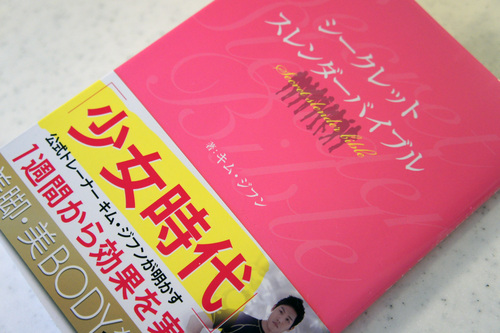 シークレット
スレンダーバイブル
Secret slender bible
著:キム・ジフン
「少女時代」
公式トレーナー キム・ジフンが明かす
1週間から効果を実
美脚・美BODY